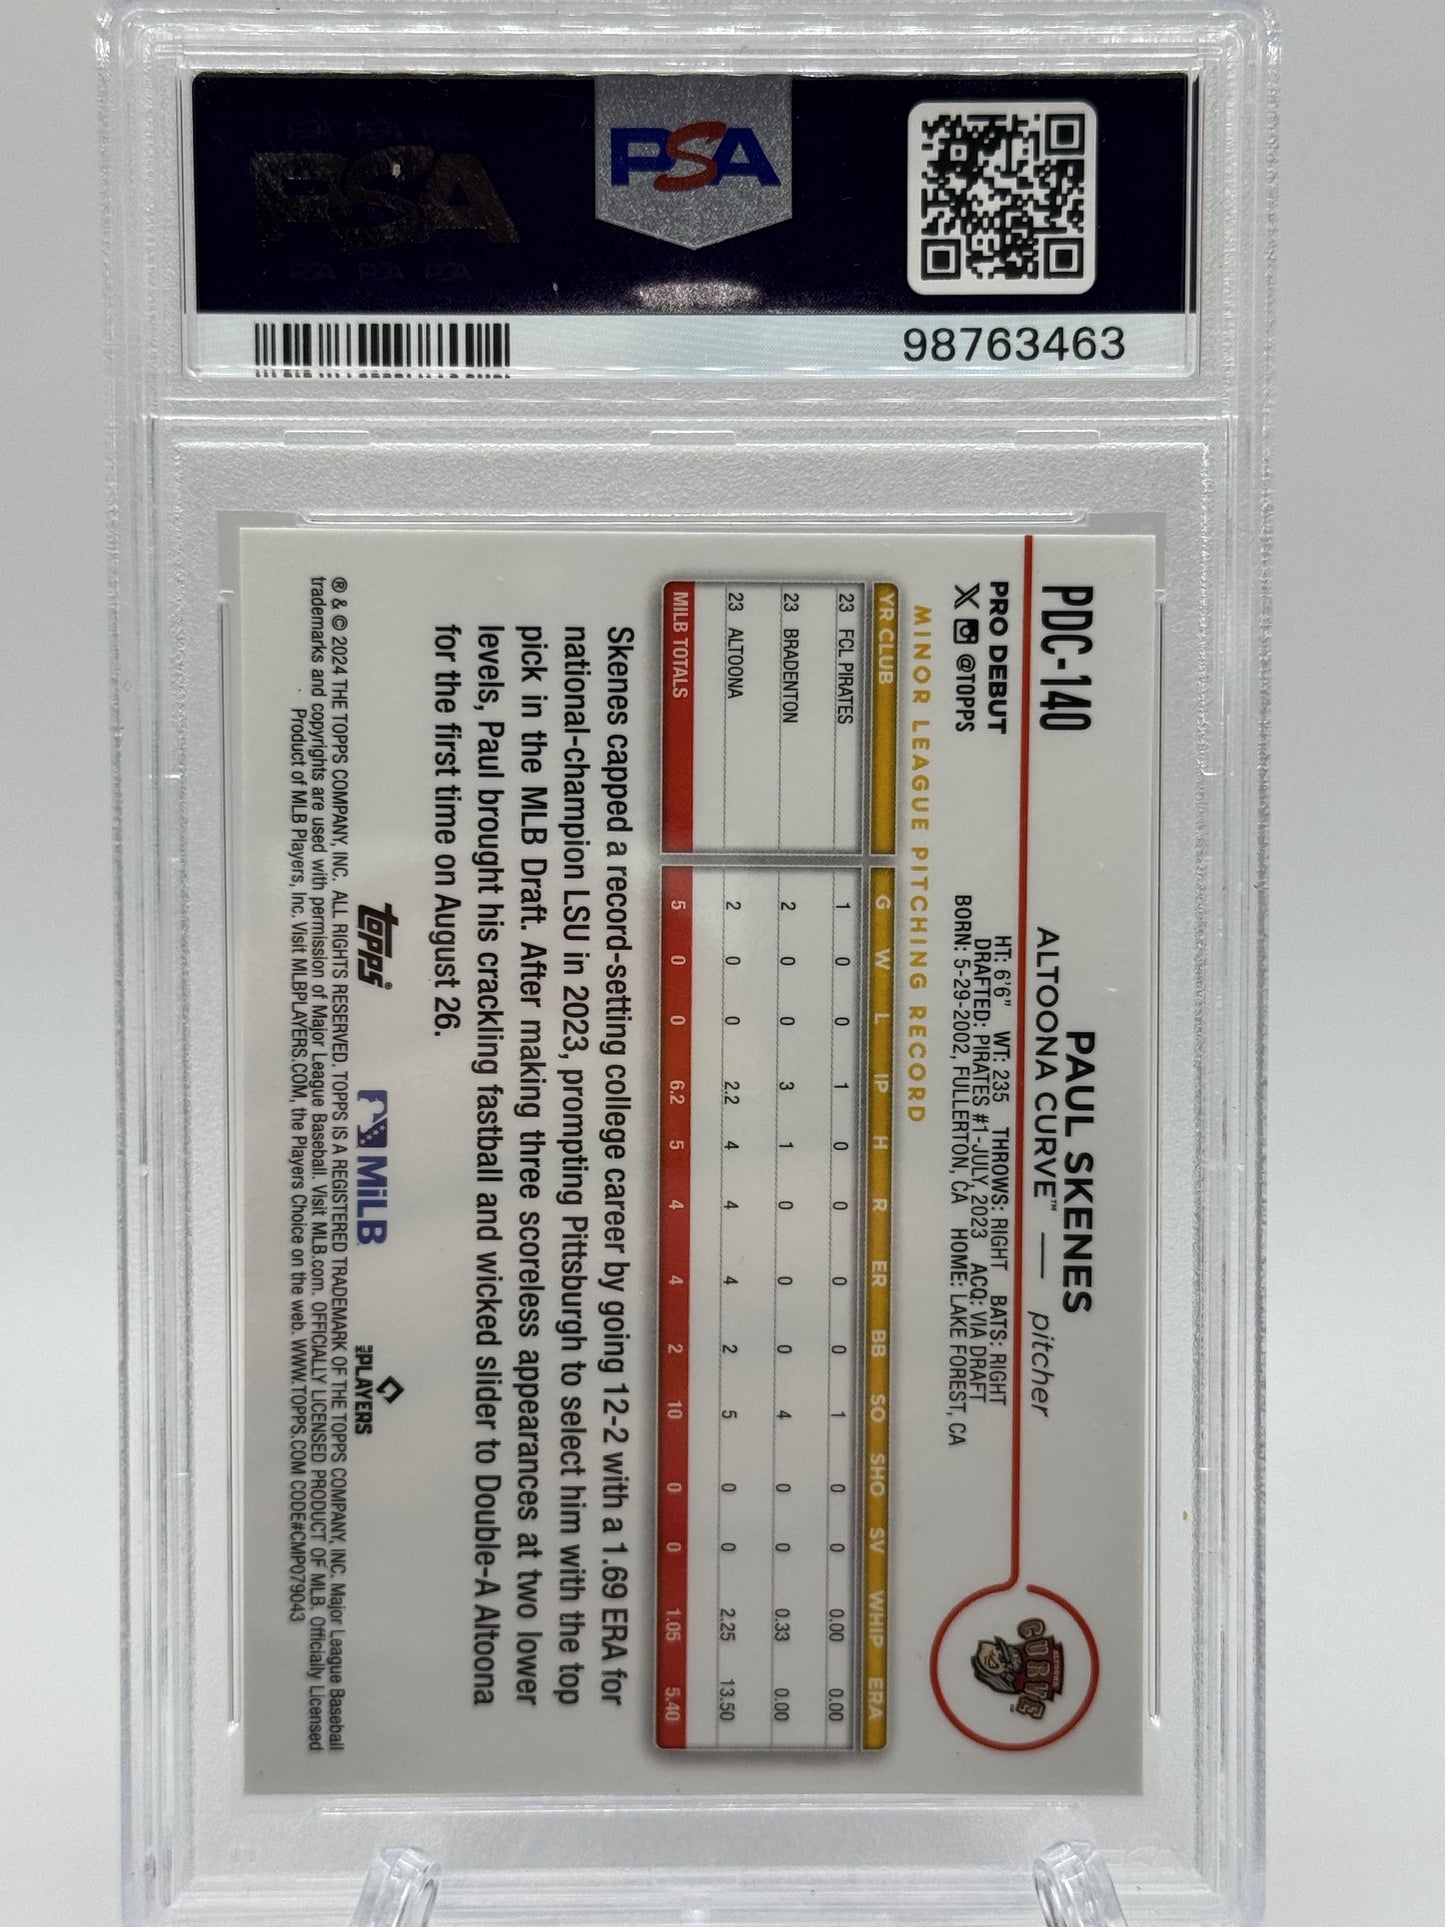 PSA PSA PSA
PSA
PSA PSA PSA
PSA
98763463
PDC-140
PAUL SKENES
ALTOONA CURVE™ — pitcher
PRO DEBUT
X @TOPPS
HT: 6'6" WT: 235 THROWS: RIGHT BATS: RIGHT
DRAFTED: PIRATES #1-JULY, 2023 ACQ: VIA DRAFT
BORN: 5-29-2002, FULLERTON, CA HOME: LAKE FOREST, CA
ALTOONA
CURVE
MINOR LEAGUE PITCHING RECORD
YR CLUB G W L IP H R ER BB SO SHO SV WHIP ERA
23 FCL PIRATES 1 0 0 1 0 0 0 0 1 0 0 0.00 0.00
23 BRADENTON 2 0 0 3 1 0 0 0 4 0 0 0.33 0.00
23 ALTOONA 2 0 0 2.2 4 4 4 2 5 0 0 2.25 13.50
MILB TOTALS 5 0 0 6.2 5 4 4 2 10 0 0 1.05 5.40
Skenes capped a record-setting college career by going 12-2 with a 1.69 ERA for
national-champion LSU in 2023, prompting Pittsburgh to select him with the top
pick in the MLB Draft. After making three scoreless appearances at two lower
levels, Paul brought his crackling fastball and wicked slider to Double-A Altoona
for the first time on August 26.
topps® MiLB MLB PLAYERS
® & © 2024 THE TOPPS COMPANY, INC. ALL RIGHTS RESERVED. TOPPS IS A REGISTERED TRADEMARK OF THE TOPPS COMPANY, INC. Major League Baseball
trademarks and copyrights are used with permission of Major League Baseball. Visit MLB.com. OFFICIALLY LICENSED PRODUCT OF MLB. Officially Licensed
Product of MLB Players, Inc. Visit MLBPLAYERS.COM, the Players Choice on the web. WWW.TOPPS.COM CODE#CMP079043
PSA